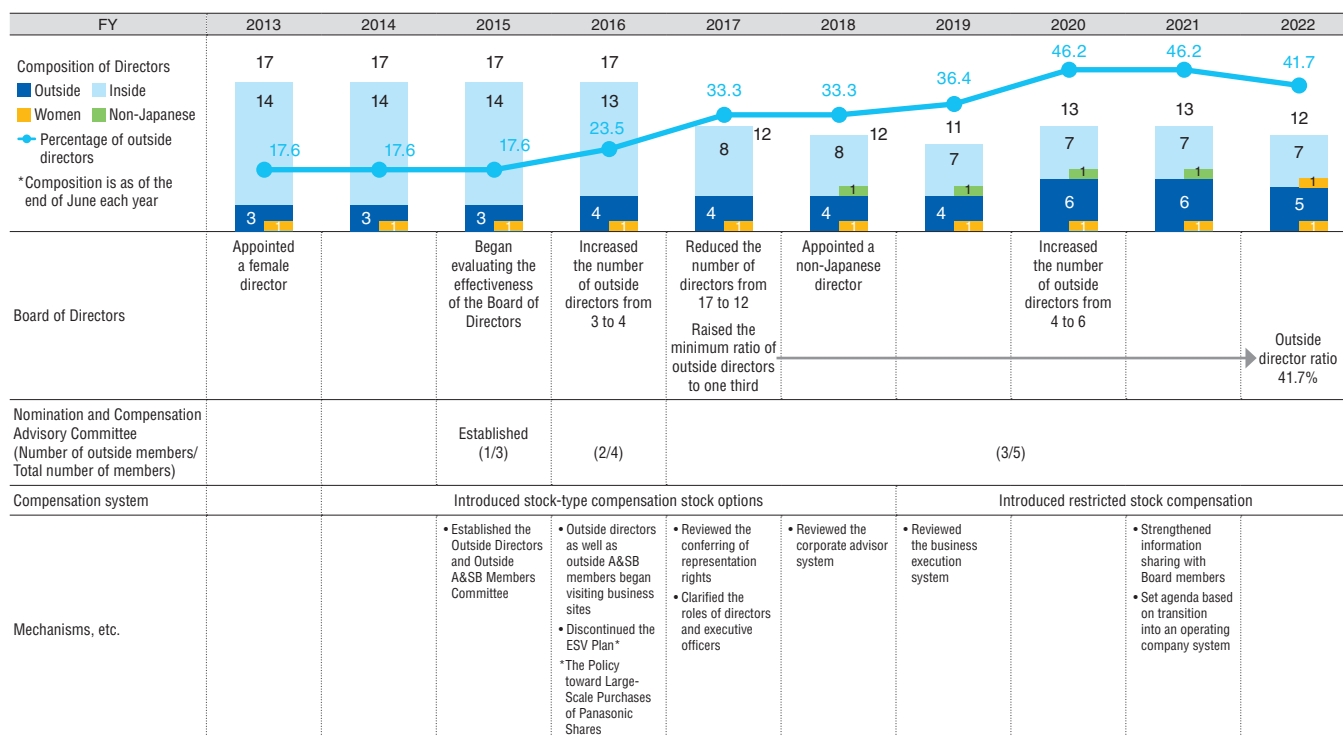 FY 2013 2014 2015 2016 2017 2018 2019 2020 2021 2022
Composition of Directors
Outside Inside
Women Non-Japanese
Percentage of outside
directors
*Composition is as of the
end of June each year
17 17 17 17 12 12 11 13 13 12
17.6 17.6 17.6 23.5 33.3 33.3 36.4 46.2 46.2 41.7
14 14 14 13 8 8 7 7 7 7
1 1 1 1 1
3 3 3 4 4 4 4 6 6 5
1 1 1 1 1 1 1 1 1 1
Board of Directors
Appointed
a female
director
Began
evaluating the
effectiveness
of the Board of
Directors
Increased
the number
of outside
directors from
3 to 4
Reduced the
number of
directors from
17 to 12
Raised the
minimum ratio of
outside directors
to one third
Appointed a
non-Japanese
director
Increased
the number
of outside
directors from
4 to 6
Outside
director ratio
41.7%
Nomination and Compensation
Advisory Committee
(Number of outside members/
Total number of members)
Established
(1/3)
(2/4)
(3/5)
Compensation system
Introduced stock-type compensation stock options
Introduced restricted stock compensation
Mechanisms, etc.
• Established the
Outside Directors
and Outside
A&SB Members
Committee
• Outside directors
as well as
outside A&SB
members began
visiting business
sites
• Discontinued the
ESV Plan*
*The Policy
toward Large-
Scale Purchases
of Panasonic
Shares
• Reviewed the
conferring of
representation
rights
• Clarified the
roles of directors
and executive
officers
• Reviewed the
corporate advisor
system
• Reviewed
the business
execution
system
• Strengthened
information
sharing with
Board members
• Set agenda based
on transition
into an operating
company system